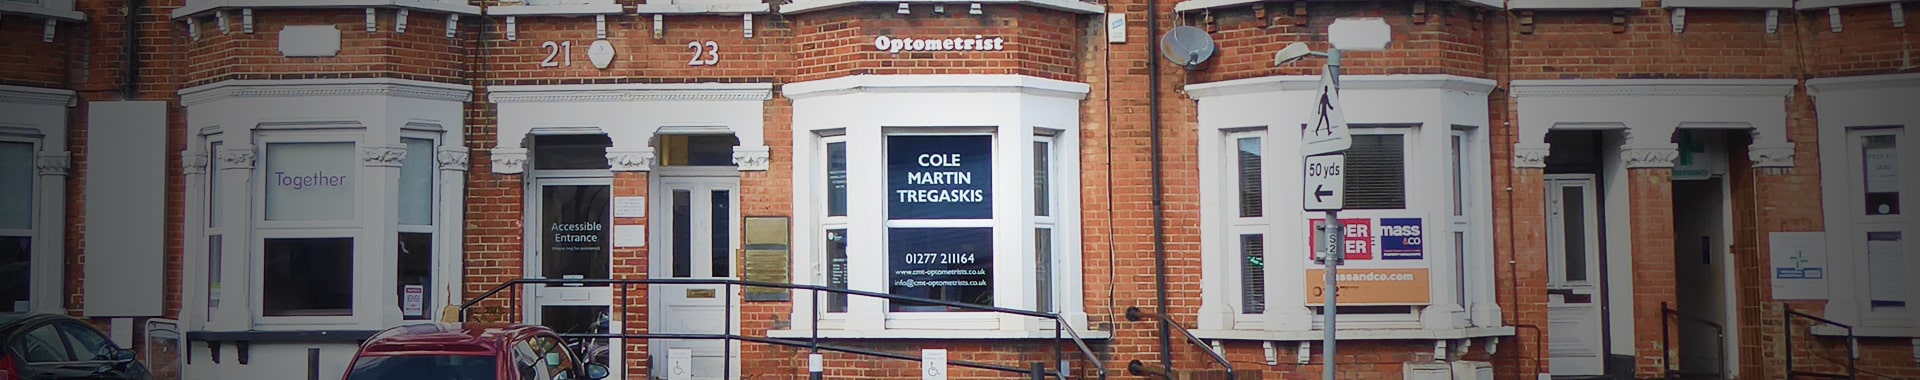 21
23
Optometrist
Together
Accessible
Entrance
COLE
MARTIN
TREGASKIS
01277 211164
www.cmt-optometrists.co.uk
info@cmt-optometrists.co.uk
50 yds
mass
&CO